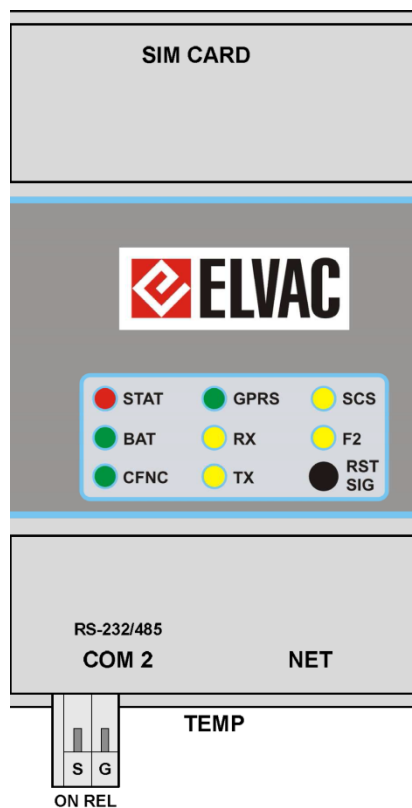 SIM CARD
ELVAC
STAT GPRS SCS
BAT RX F2
CFNC TX RST SIG
RS-232/485
COM 2 NET
TEMP
S G
ON REL